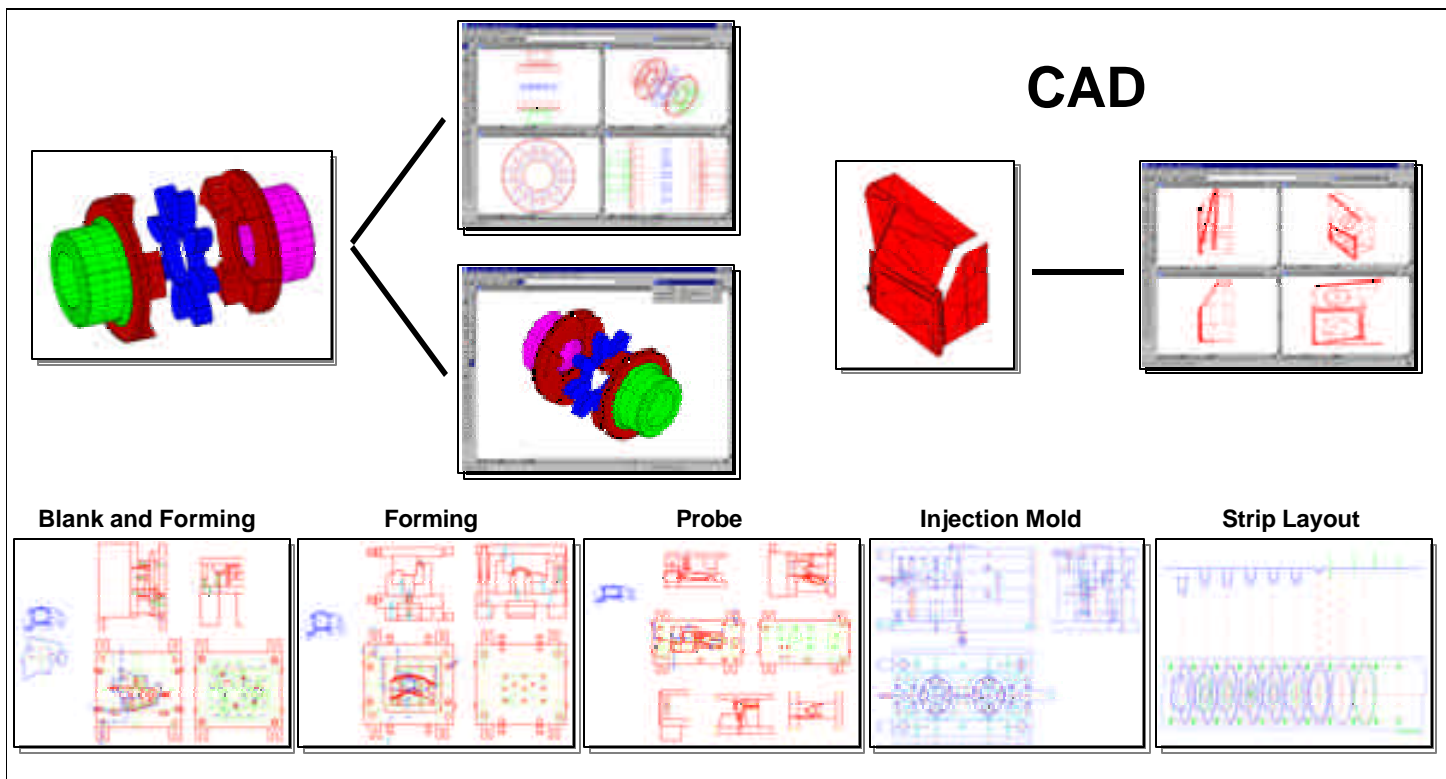 CAD
Blank and Forming
Forming
Probe
Injection Mold
Strip Layout